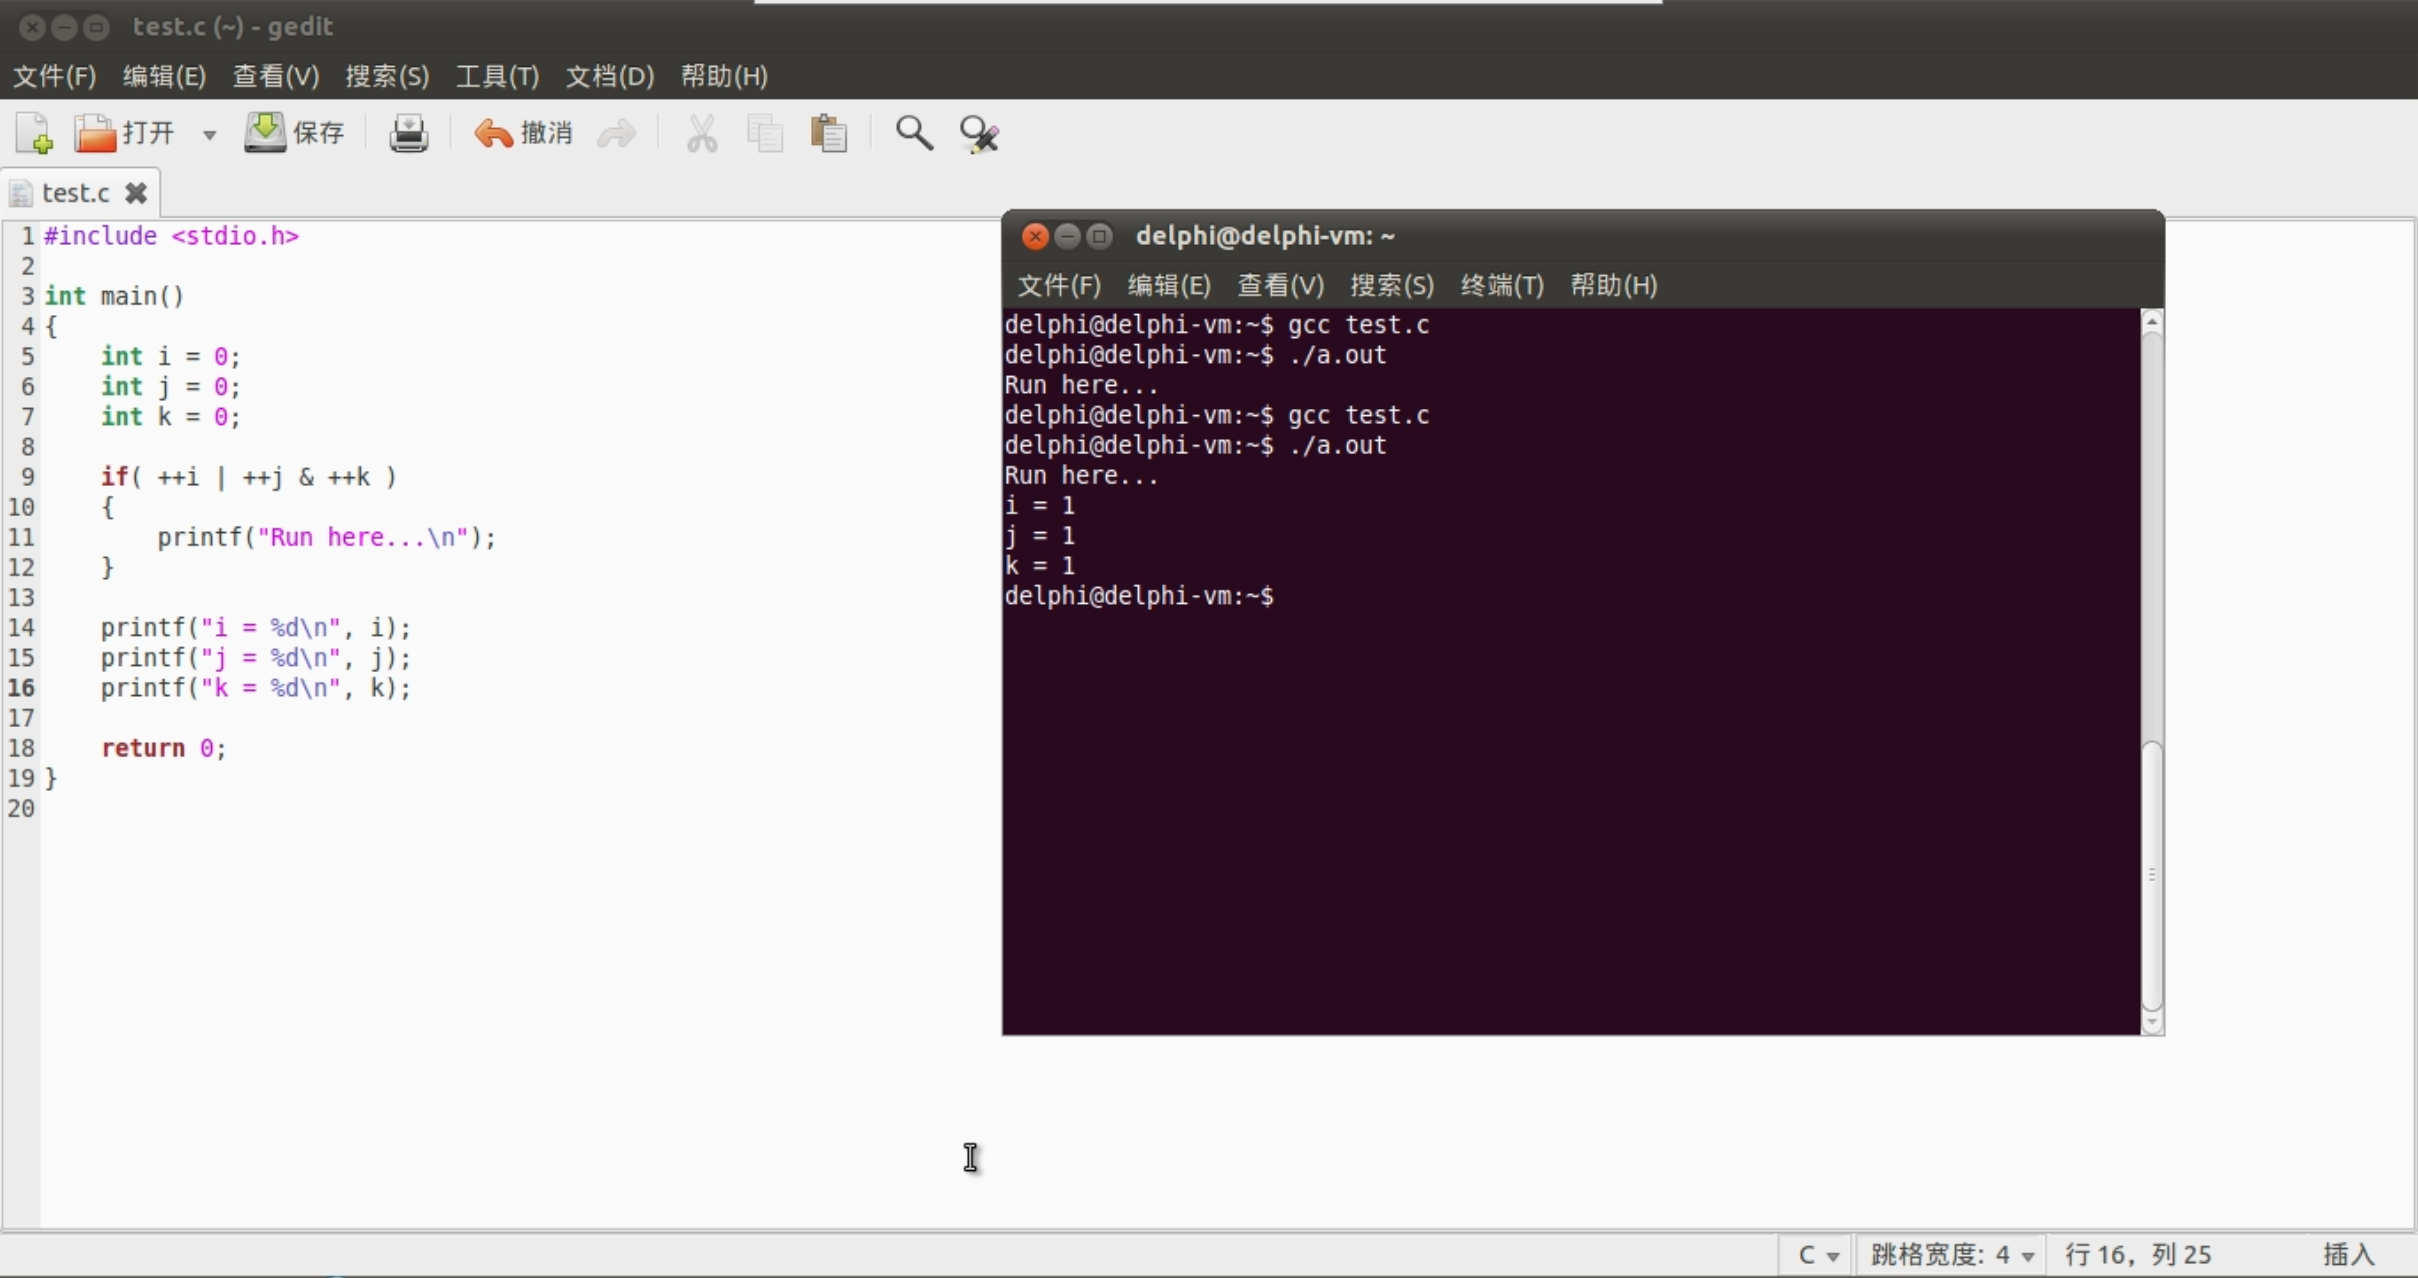 test.c (~) - gedit
文件(F) 编辑(E) 查看(V) 搜索(S) 工具(T) 文档(D) 帮助(H)
打开 保存 撤消
test.c
1 #include <stdio.h>
2
3 int main()
4 {
5     int i = 0;
6     int j = 0;
7     int k = 0;
8
9     if( ++i | ++j & ++k )
10     {
11         printf("Run here...\n");
12     }
13
14     printf("i = %d\n", i);
15     printf("j = %d\n", j);
16     printf("k = %d\n", k);
17
18     return 0;
19 }
20
delphi@delphi-vm: ~
文件(F) 编辑(E) 查看(V) 搜索(S) 终端(T) 帮助(H)
delphi@delphi-vm:~$ gcc test.c
delphi@delphi-vm:~$ ./a.out
Run here...
delphi@delphi-vm:~$ gcc test.c
delphi@delphi-vm:~$ ./a.out
Run here...
i = 1
j = 1
k = 1
delphi@delphi-vm:~$
C 跳格宽度: 4 行 16，列 25 插入